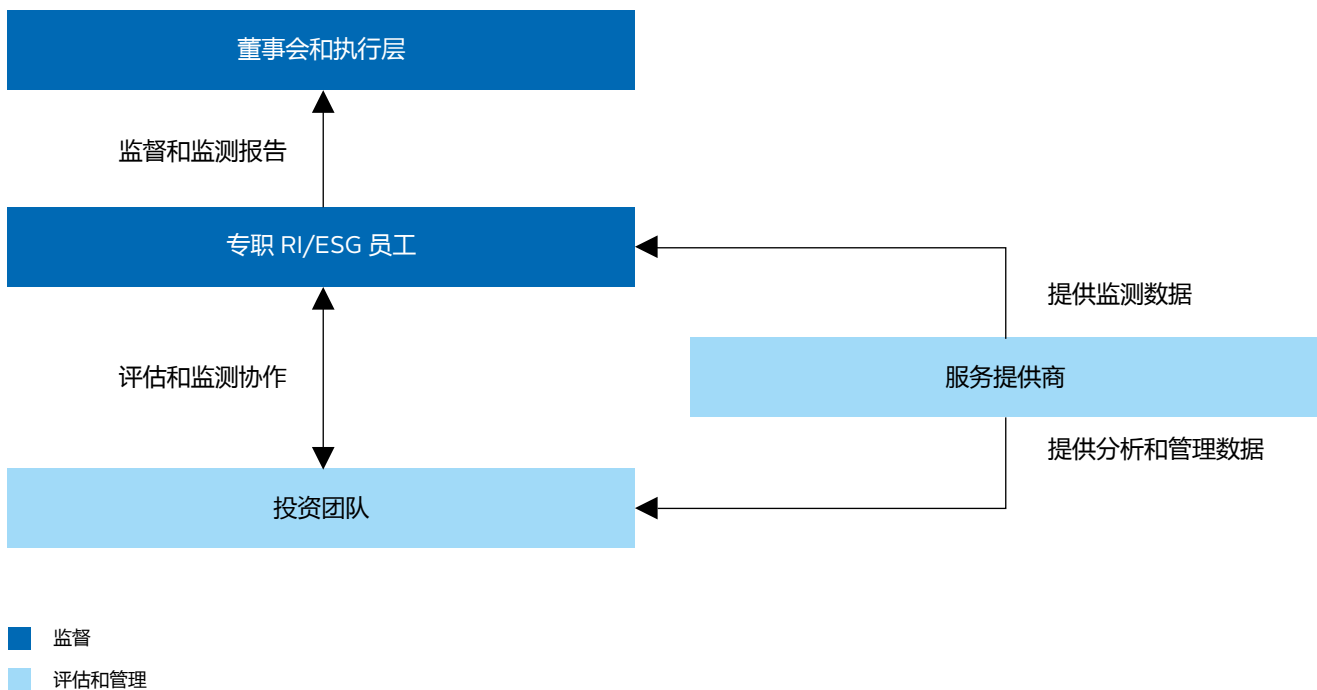 董事会和执行层
监督和监测报告
专职 RI/ESG 员工
提供监测数据
评估和监测协作
服务提供商
提供分析和管理数据
投资团队
监督
评估和管理